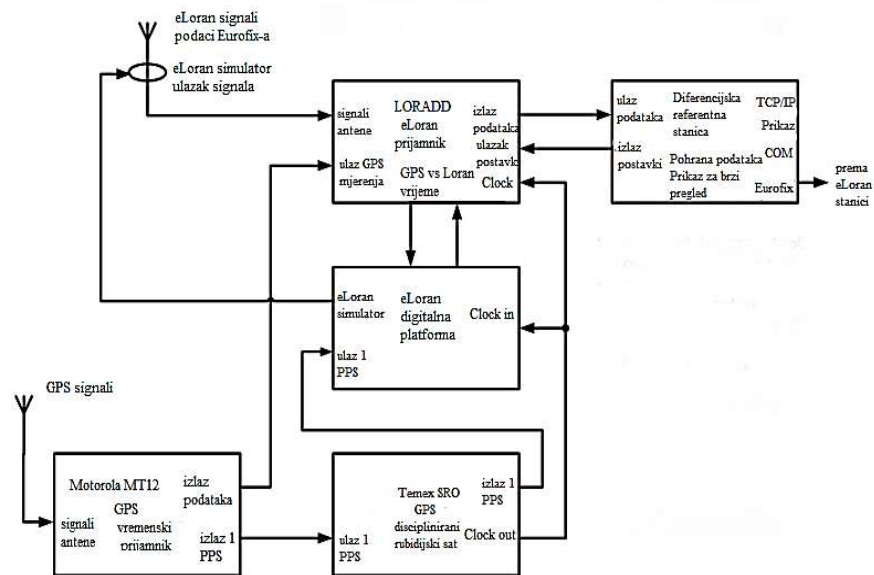 eLoran signali
podaci Eurofix-a
eLoran simulator
ulazak signala
signali
antene
LORADD
eLoran
prijamnik
izlaz
podataka
ulazak
postavki
ulaz GPS
mjerenja
GPS vs Loran
vrijeme
Clock
ulaz
podataka
izlaz
postavki
Diferencijska
referentna
stanica
Pohrana podataka
Prikaz za brzi
pregled
TCP/IP
Prikaz
COM
Eurofix
prema
eLoran
stanici
eLoran
simulator
eLoran
digitalna
platforma
Clock in
ulaz 1
PPS
GPS signali
Motorola MT12
GPS
vremenski
prijamnik
signali
antene
izlaz
podataka
izlaz 1
PPS
ulaz 1
PPS
Temex SRO
GPS
disciplinirani
rubidijski sat
izlaz 1
PPS
Clock out